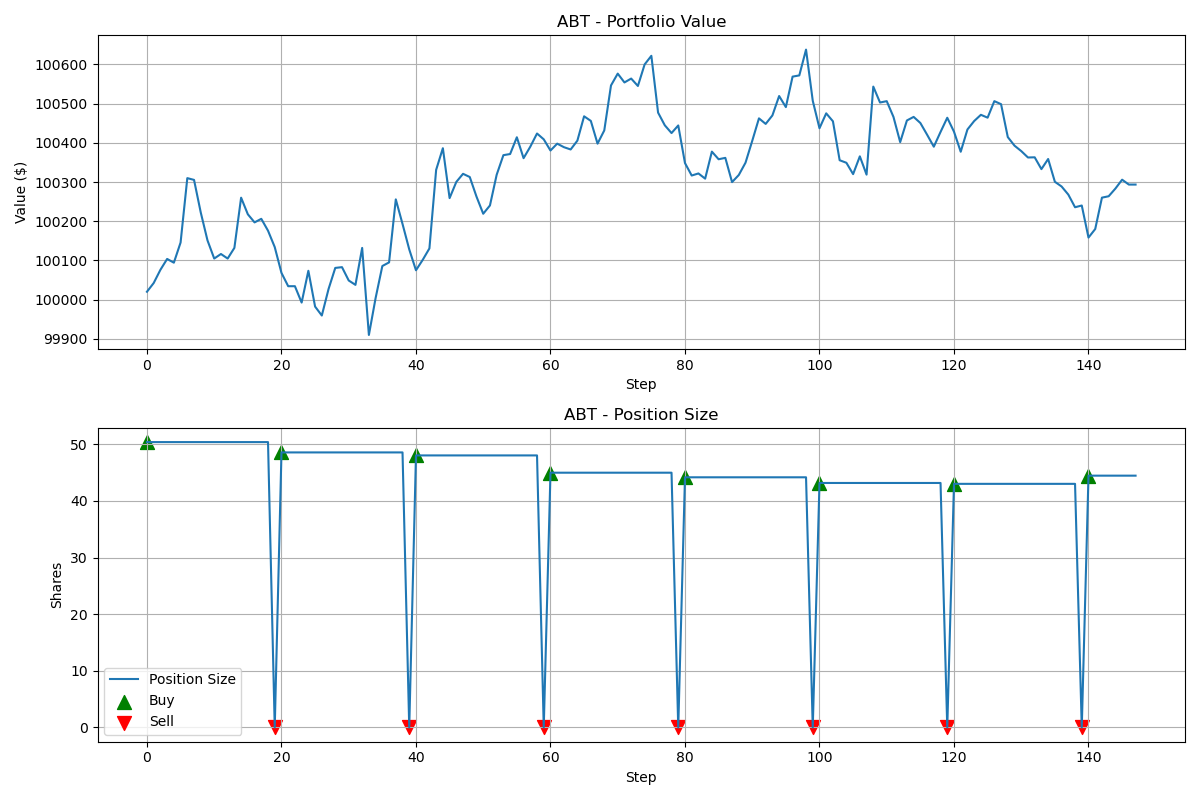 ABT - Portfolio Value
Value ($)
100600
100500
100400
100300
100200
100100
100000
99900
0 20 40 60 80 100 120 140
Step
ABT - Position Size
Shares
50
40
30
20
10
0
Position Size
Buy
Sell
0 20 40 60 80 100 120 140
Step